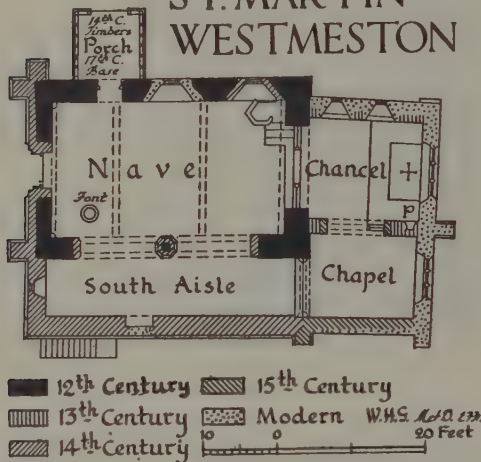 ST. MARTIN
WESTMESTON
14th C.
Timbers
Porch
17th C.
Base
Nave
Font
Chancel
P
South Aisle
Chapel
12th Century
15th Century
13th Century
Modern
W.H.G.
14th Century
10 0 20 Feet